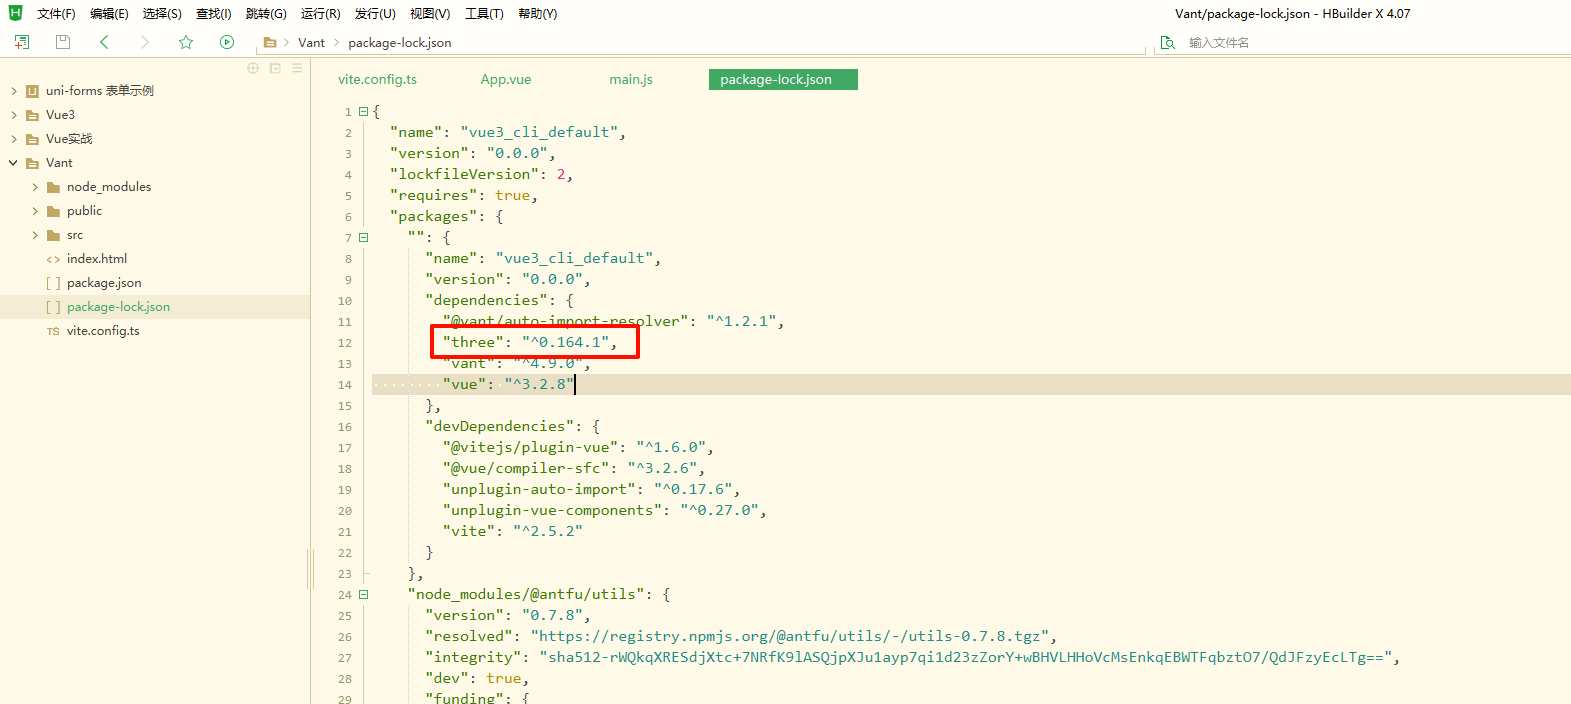 文件(F) 编辑(E) 选择(S) 查找(I) 跳转(G) 运行(R) 发行(U) 视图(V) 工具(T) 帮助(Y) Vant/package-lock.json - HBuilder X 4.07
Vant package-lock.json 输入文件名
uni-forms 表单示例
Vue3
Vue实战
Vant
node_modules
public
src
<> index.html
[ ] package.json
[ ] package-lock.json
TS vite.config.ts
vite.config.ts App.vue main.js package-lock.json
1 {
2 "name": "vue3_cli_default",
3 "version": "0.0.0",
4 "lockfileVersion": 2,
5 "requires": true,
6 "packages": {
7 "": {
8 "name": "vue3_cli_default",
9 "version": "0.0.0",
10 "dependencies": {
11 "@vant/auto-import-resolver": "^1.2.1",
12 "three": "^0.164.1",
13 "vant": "^4.9.0",
14 "vue": "^3.2.8"
15 },
16 "devDependencies": {
17 "@vitejs/plugin-vue": "^1.6.0",
18 "@vue/compiler-sfc": "^3.2.6",
19 "unplugin-auto-import": "^0.17.6",
20 "unplugin-vue-components": "^0.27.0",
21 "vite": "^2.5.2"
22 }
23 },
24 "node_modules/@antfu/utils": {
25 "version": "0.7.8",
26 "resolved": "https://registry.npmjs.org/@antfu/utils/-/utils-0.7.8.tgz",
27 "integrity": "sha512-rWQkqXRESdjXtc+7NRfK9lASQjpXJu1ayp7qi1d23zZorY+wBHVLHHoVcMsEnkqEBWTFqbztO7/QdJFzyEcLTg==",
28 "dev": true,
29 "funding": {